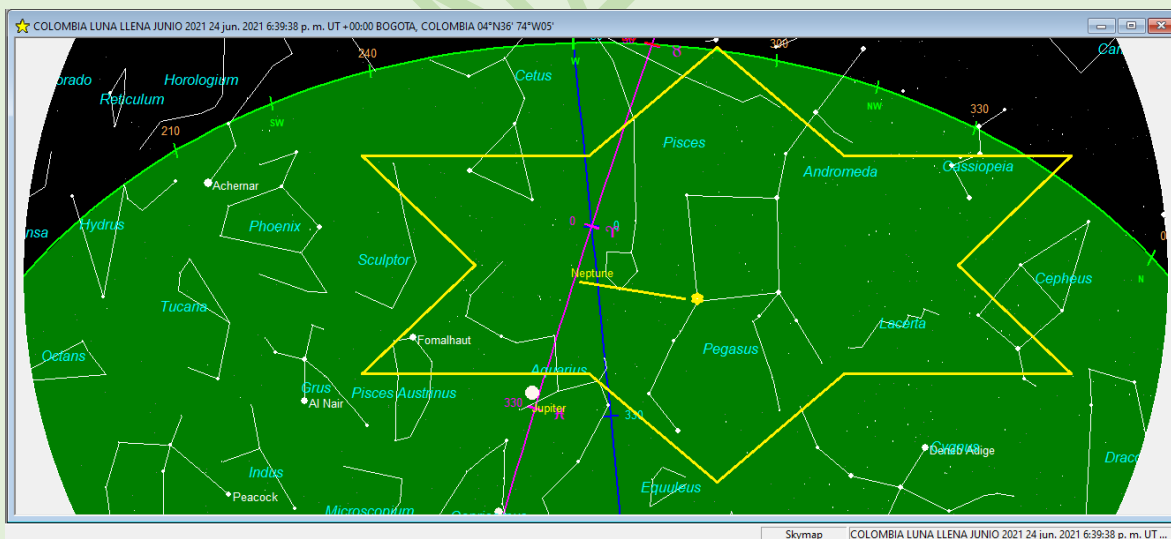 COLOMBIA LUNA LLENA JUNIO 2021 24 jun. 2021 6:39:38 p. m. UT +00:00 BOGOTA, COLOMBIA 04°N36' 74°W05'
240
W
300
Cetus
Horologium
Reticulum
NW
SW
330
210
Pisces
Andromeda
Cassiopeia
Achernar
Hydrus
Phoenix
0
0
Sculptor
N
Neptune
Cepheus
Tucana
Lacerta
Fomalhaut
Pegasus
Octans
Aquarius
Grus
Pisces Austrinus
Al Nair
330
Jupiter
330
Cygnus
Deneb Adige
Indus
Equuleus
Peacock
Microscopium
Skymap
COLOMBIA LUNA LLENA JUNIO 2021 24 jun. 2021 6:39:38 p. m. UT ...